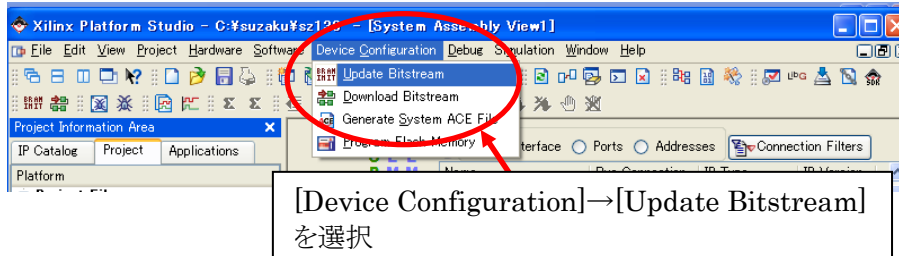 Xilinx Platform Studio - C:¥suzaku¥sz130 - [System Assembly View1]
File Edit View Project Hardware Software Device Configuration Debug Simulation Window Help
Update Bitstream
Download Bitstream
Generate System ACE File
Program Flash Memory
Project Information Area
IP Catalog Project Applications
terface Ports Addresses Connection Filters
Platform
Name Bus Connection IP Type IP Version
[Device Configuration]→[Update Bitstream]
を選択